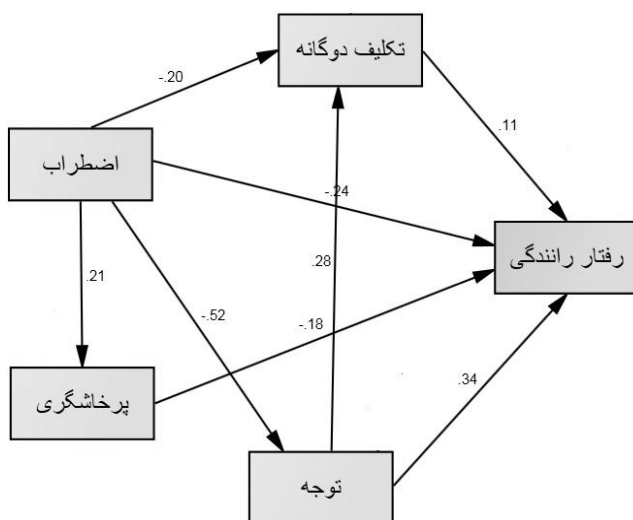 تکلیف دوگانه
-.20
.11
اضطراب
-.24
رفتار رانندگی
.28
.21
-.52
-.18
پرخاشگری
.34
توجه